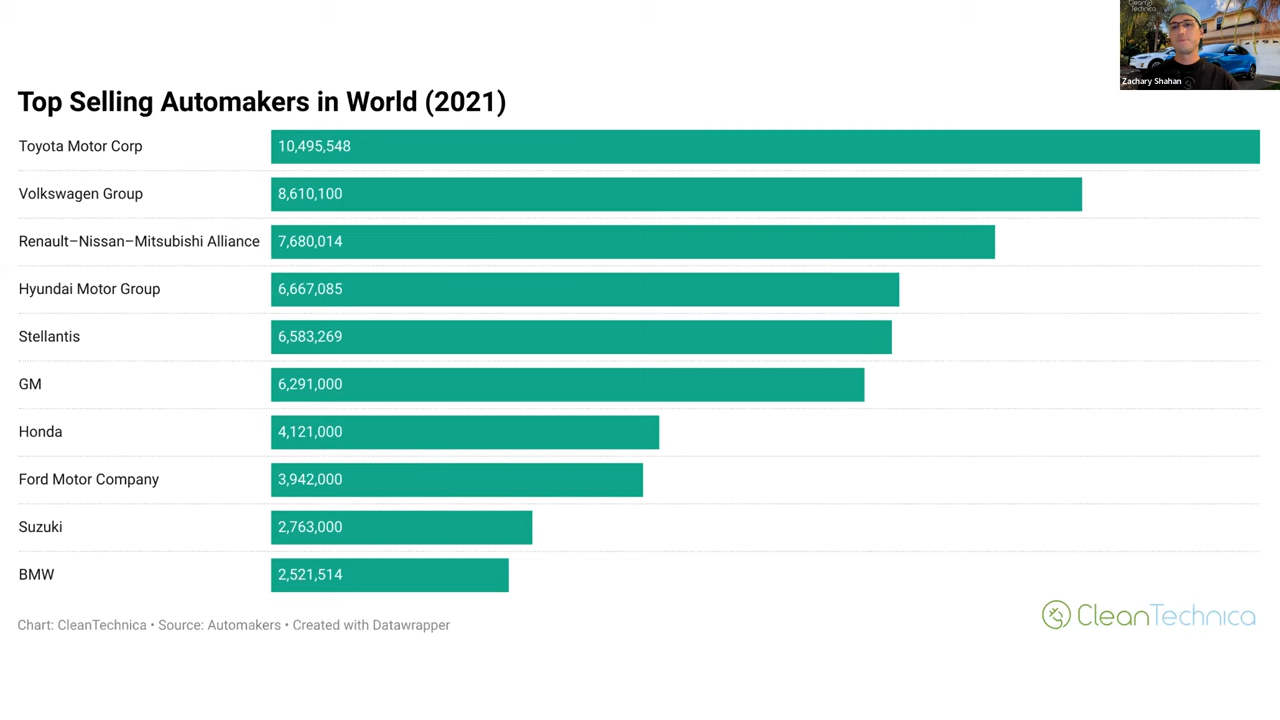 Clean
Technica
Zachary Shahan
Top Selling Automakers in World (2021)
Toyota Motor Corp 10,495,548
Volkswagen Group 8,610,100
Renault–Nissan–Mitsubishi Alliance 7,680,014
Hyundai Motor Group 6,667,085
Stellantis 6,583,269
GM 6,291,000
Honda 4,121,000
Ford Motor Company 3,942,000
Suzuki 2,763,000
BMW 2,521,514
Chart: CleanTechnica • Source: Automakers • Created with Datawrapper
CleanTechnica